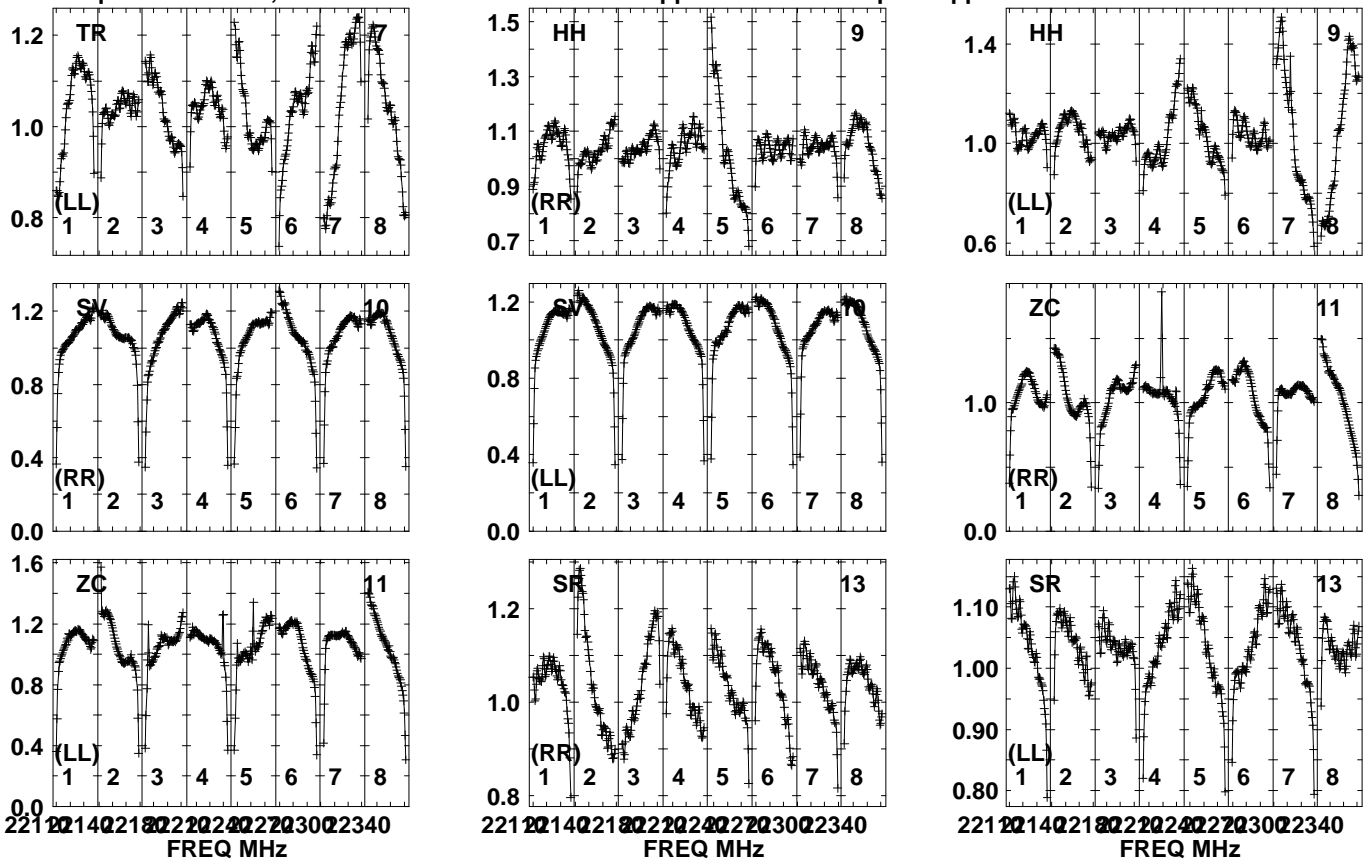 TR 7
1.2
1.0
0.8
(LL)
1 2 3 4 5 6 7 8
HH 9
1.5
1.3
1.1
0.9
0.7
(RR)
1 2 3 4 5 6 7 8
HH 9
1.4
1.0
0.6
(LL)
1 2 3 4 5 6 7 8
SV 10
1.2
0.8
0.4
0.0
(RR)
1 2 3 4 5 6 7 8
SV 10
1.2
0.8
0.4
0.0
(LL)
1 2 3 4 5 6 7 8
ZC 11
1.0
0.0
(RR)
1 2 3 4 5 6 7 8
ZC 11
1.6
1.2
0.8
0.4
0.0
(LL)
1 2 3 4 5 6 7 8
FREQ MHz
SR 13
1.2
1.0
0.8
(RR)
1 2 3 4 5 6 7 8
FREQ MHz
SR 13
1.10
1.00
0.90
0.80
(LL)
1 2 3 4 5 6 7 8
22340
FREQ MHz